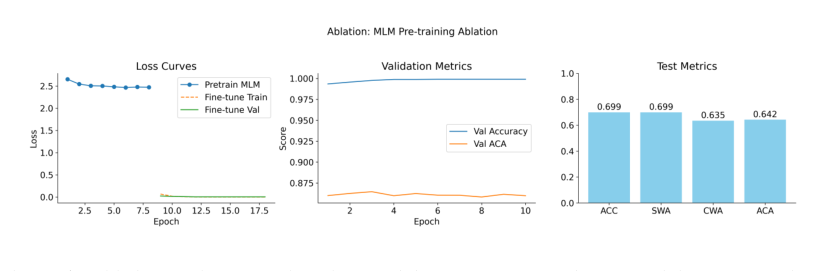 Ablation: MLM Pre-training Ablation
Loss Curves
Loss
2.5
2.0
1.5
1.0
0.5
0.0
2.5 5.0 7.5 10.0 12.5 15.0 17.5
Epoch
Pretrain MLM
Fine-tune Train
Fine-tune Val
Validation Metrics
Score
1.000
0.975
0.950
0.925
0.900
0.875
2 4 6 8 10
Epoch
Val Accuracy
Val ACA
Test Metrics
1.0
0.8
0.6
0.4
0.2
0.0
0.699 0.699 0.635 0.642
ACC SWA CWA ACA